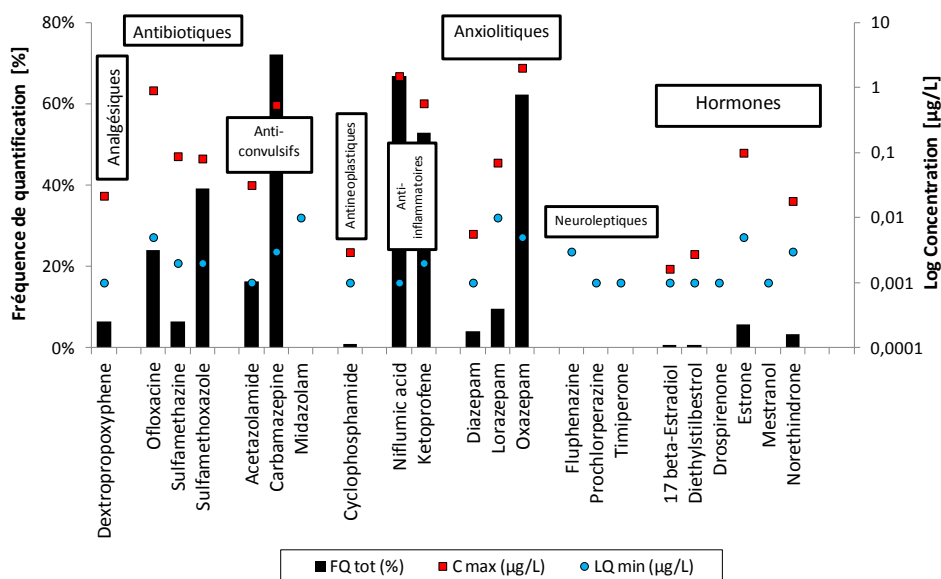 80%
60%
40%
20%
0%
Fréquence de quantification [%]
10
1
0,1
0,01
0,001
0,0001
Log Concentration [µg/L]
Analgésiques
Antibiotiques
Anti-
convulsifs
Antineoplastiques
Anti-
inflammatoires
Anxiolitiques
Neuroleptiques
Hormones
Dextropropoxyphene
Ofloxacine
Sulfamethazine
Sulfamethoxazole
Acetazolamide
Carbamazepine
Midazolam
Cyclophosphamide
Niflumic acid
Ketoprofene
Diazepam
Lorazepam
Oxazepam
Fluphenazine
Prochlorperazine
Timiperone
17 beta-Estradiol
Diethylstilbestrol
Drospirenone
Estrone
Mestranol
Norethindrone
FQ tot (%)
C max (µg/L)
LQ min (µg/L)